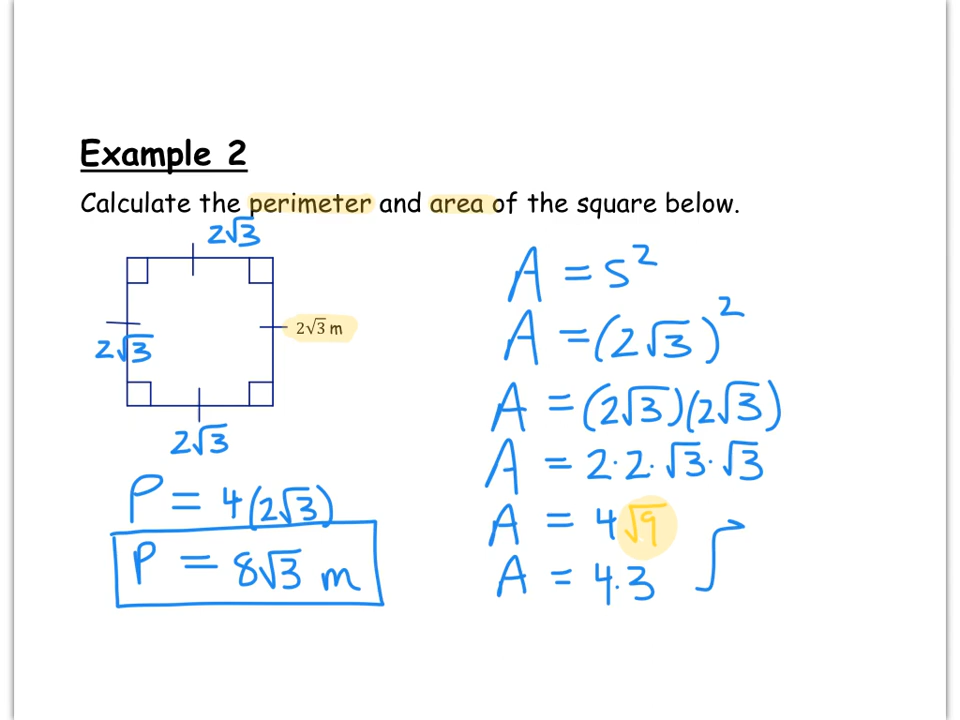 Example 2
Calculate the perimeter and area of the square below.
2√3
2√3 m
2√3
2√3
P = 4(2√3)
P = 8√3 m
A = s²
A = (2√3)²
A = (2√3)(2√3)
A = 2·2·√3·√3
A = 4√9
A = 4·3